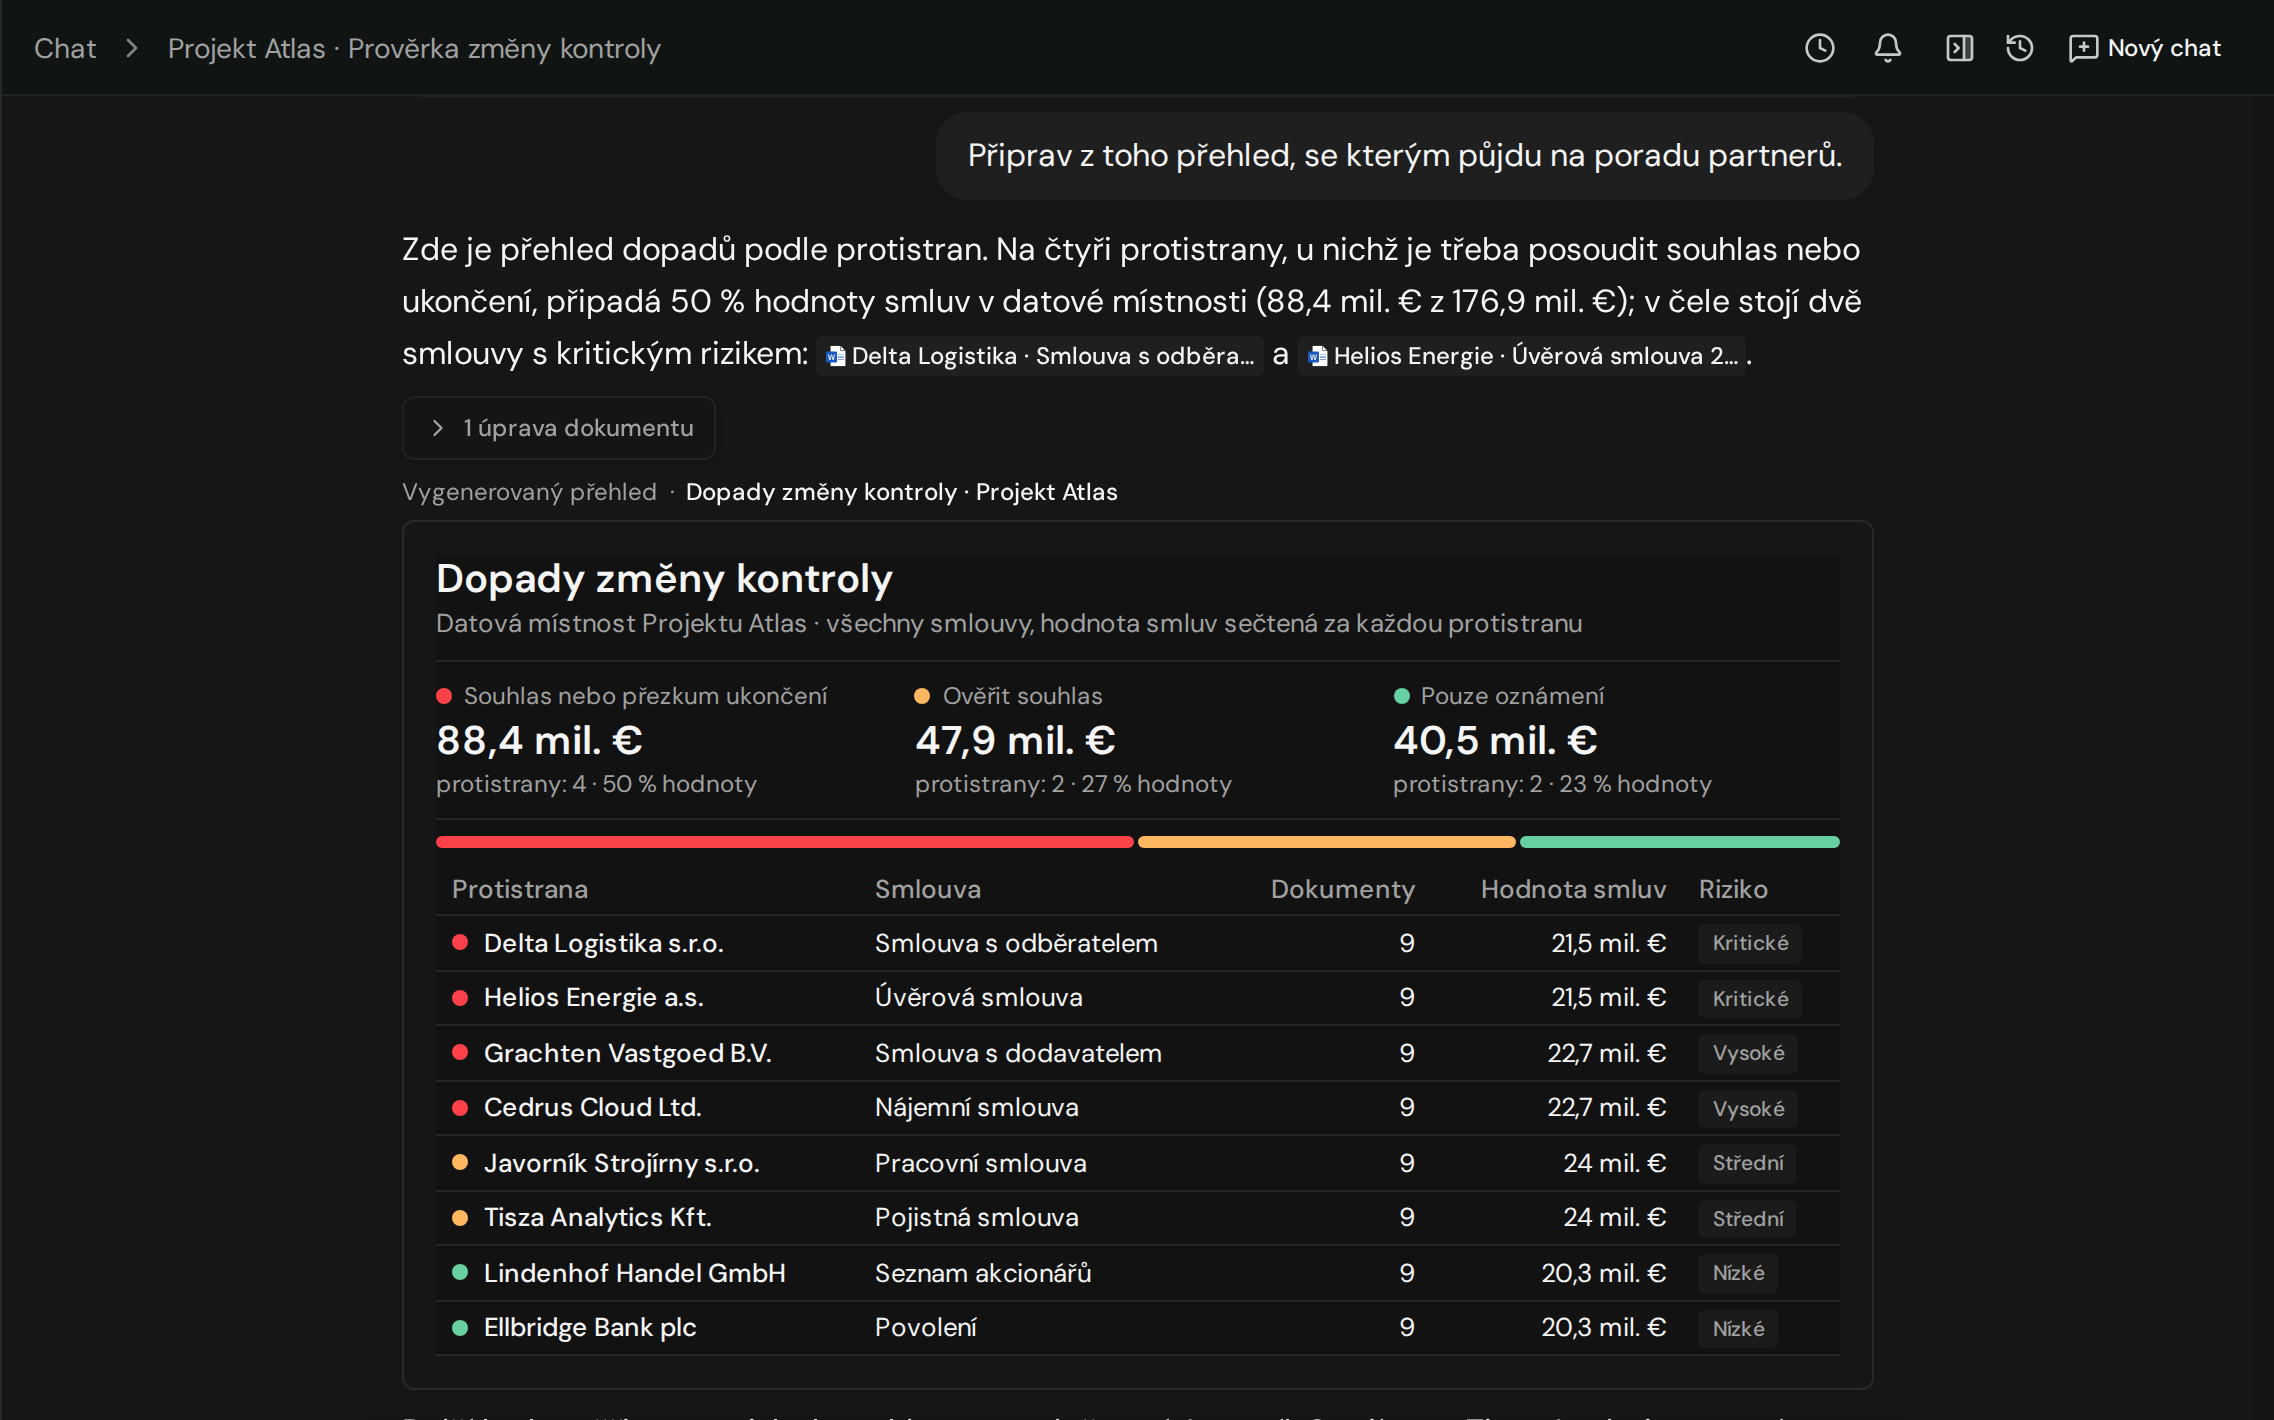 Chat > Projekt Atlas · Prověrka změny kontroly
Nový chat
Připrav z toho přehled, se kterým půjdu na poradu partnerů.
Zde je přehled dopadů podle protistran. Na čtyři protistrany, u nichž je třeba posoudit souhlas nebo
ukončení, připadá 50 % hodnoty smluv v datové místnosti (88,4 mil. € z 176,9 mil. €); v čele stojí dvě
smlouvy s kritickým rizikem: Delta Logistika · Smlouva s odběra... a Helios Energie · Úvěrová smlouva 2... .
1 úprava dokumentu
Vygenerovaný přehled · Dopady změny kontroly · Projekt Atlas
Dopady změny kontroly
Datová místnost Projektu Atlas · všechny smlouvy, hodnota smluv sečtená za každou protistranu
Souhlas nebo přezkum ukončení Ověřit souhlas Pouze oznámení
88,4 mil. € 47,9 mil. € 40,5 mil. €
protistrany: 4 · 50 % hodnoty protistrany: 2 · 27 % hodnoty protistrany: 2 · 23 % hodnoty
Protistrana Smlouva Dokumenty Hodnota smluv Riziko
Delta Logistika s.r.o. Smlouva s odběratelem 9 21,5 mil. € Kritické
Helios Energie a.s. Úvěrová smlouva 9 21,5 mil. € Kritické
Grachten Vastgoed B.V. Smlouva s dodavatelem 9 22,7 mil. € Vysoké
Cedrus Cloud Ltd. Nájemní smlouva 9 22,7 mil. € Vysoké
Javorník Strojírny s.r.o. Pracovní smlouva 9 24 mil. € Střední
Tisza Analytics Kft. Pojistná smlouva 9 24 mil. € Střední
Lindenhof Handel GmbH Seznam akcionářů 9 20,3 mil. € Nízké
Ellbridge Bank plc Povolení 9 20,3 mil. € Nízké